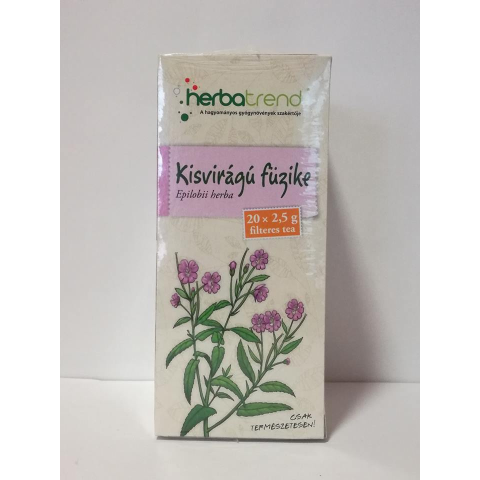 herbatrend
A hagyományos gyógynövények szakértője
Kisvirágú füzike
Epilobii herba
20 × 2,5 g
filteres tea
CSAK
TERMÉSZETESEN!